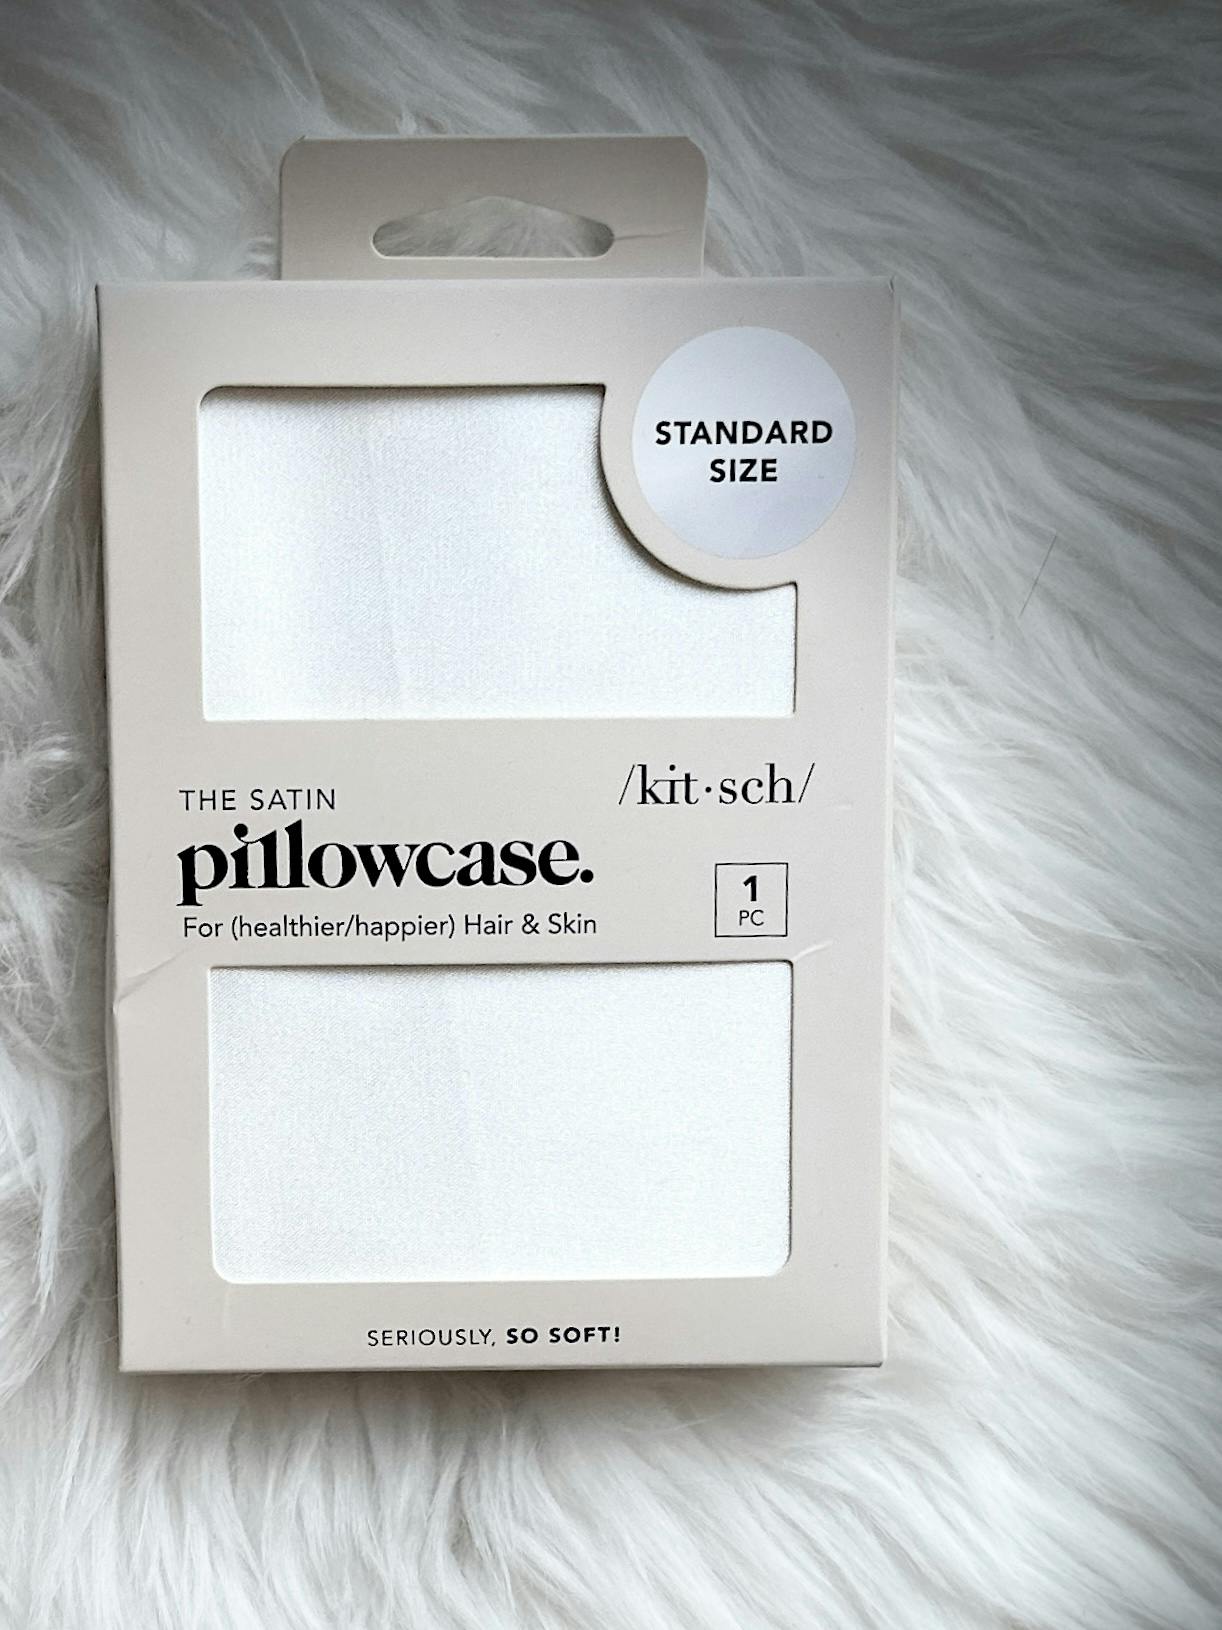 STANDARD
SIZE
/kit·sch/
THE SATIN
pillowcase.
For (healthier/happier) Hair & Skin
1
PC
SERIOUSLY, SO SOFT!